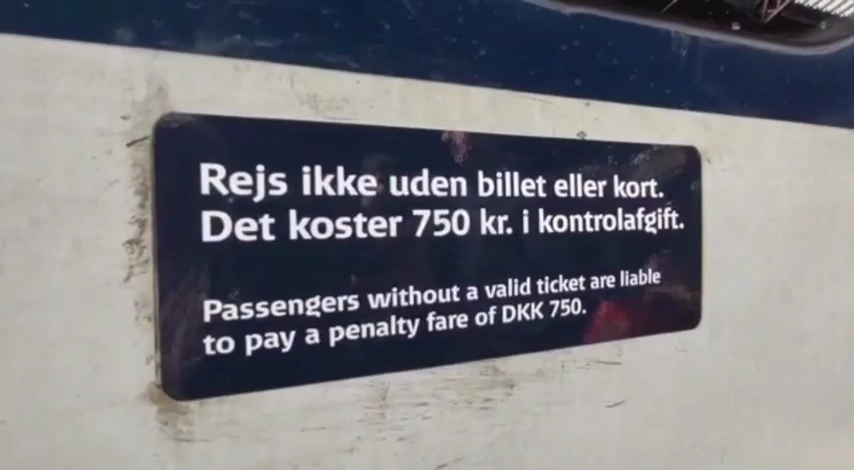 Rejs ikke uden billet eller kort.
Det koster 750 kr. i kontrolafgift.
Passengers without a valid ticket are liable
to pay a penalty fare of DKK 750.